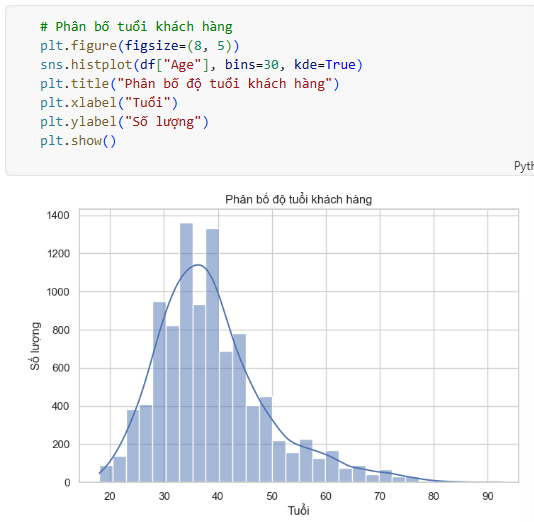 # Phân bố tuổi khách hàng
plt.figure(figsize=(8, 5))
sns.histplot(df["Age"], bins=30, kde=True)
plt.title("Phân bố độ tuổi khách hàng")
plt.xlabel("Tuổi")
plt.ylabel("Số lượng")
plt.show()
Pyth
Phân bố độ tuổi khách hàng
1400
1200
1000
800
600
400
200
0
Số lượng
20 30 40 50 60 70 80 90
Tuổi